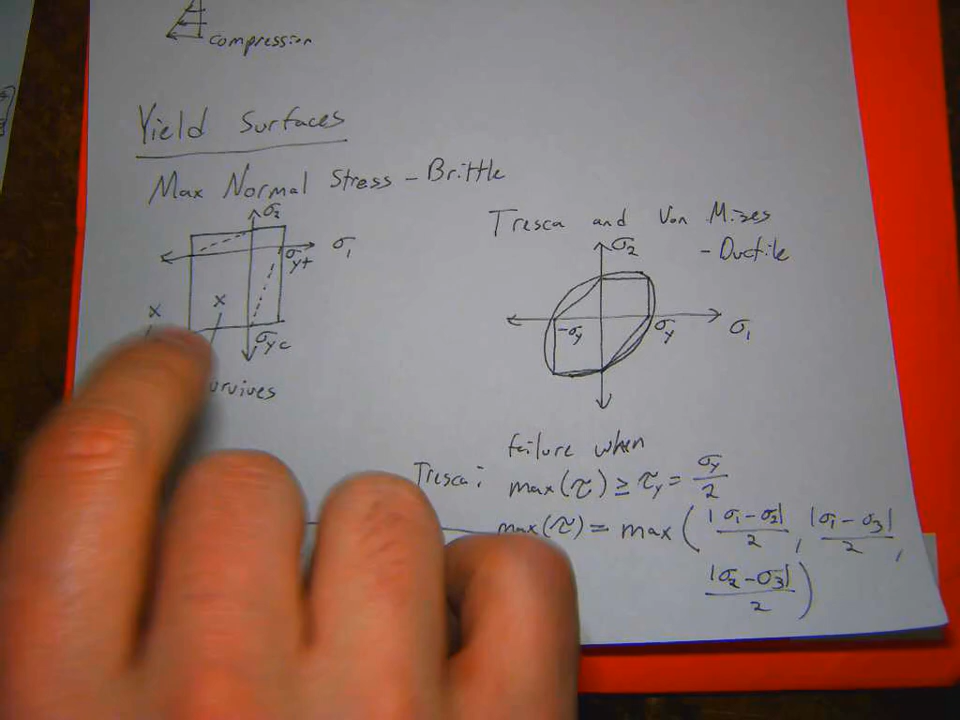 compression
Yield Surfaces
Max Normal Stress - Brittle
σ2
σ1
σyt
x
x
σyc
urvives
Tresca and Von Mises
- Ductile
σ2
-σy
σy
σ1
failure when
Tresca: max(τ) ≥ τy = σy/2
max(τ) = max( |σ1-σ2|/2 , |σ1-σ3|/2 ,
|σ2-σ3|/2 )